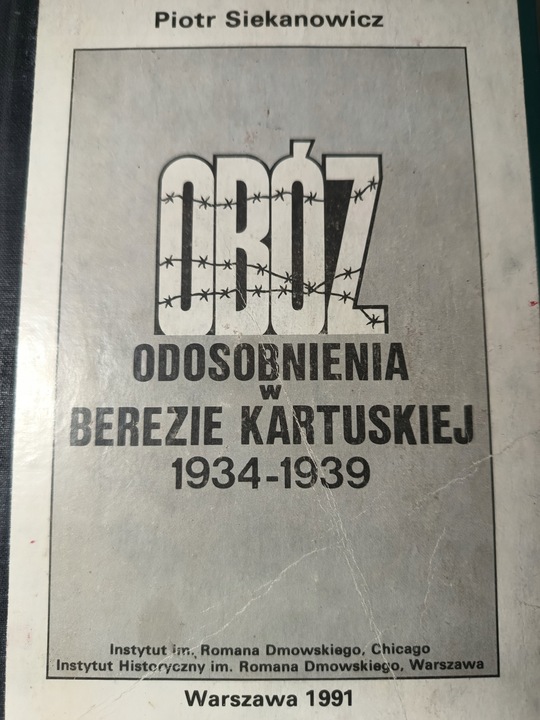 Piotr Siekanowicz
OBÓZ
ODOSOBNIENIA
w
BEREZIE KARTUSKIEJ
1934-1939
Instytut im. Romana Dmowskiego, Chicago
Instytut Historyczny im. Romana Dmowskiego, Warszawa
Warszawa 1991